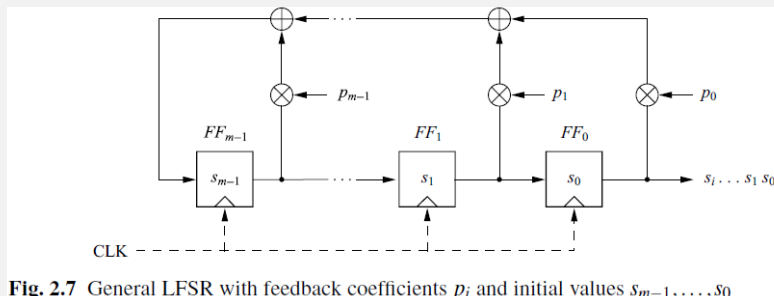 ...
...
p_{m−1} p_1 p_0
FF_{m−1} FF_1 FF_0
s_{m−1} ... s_1 s_0 s_i . . . s_1 s_0
CLK
Fig. 2.7 General LFSR with feedback coefficients p_i and initial values s_{m−1},...,s_0